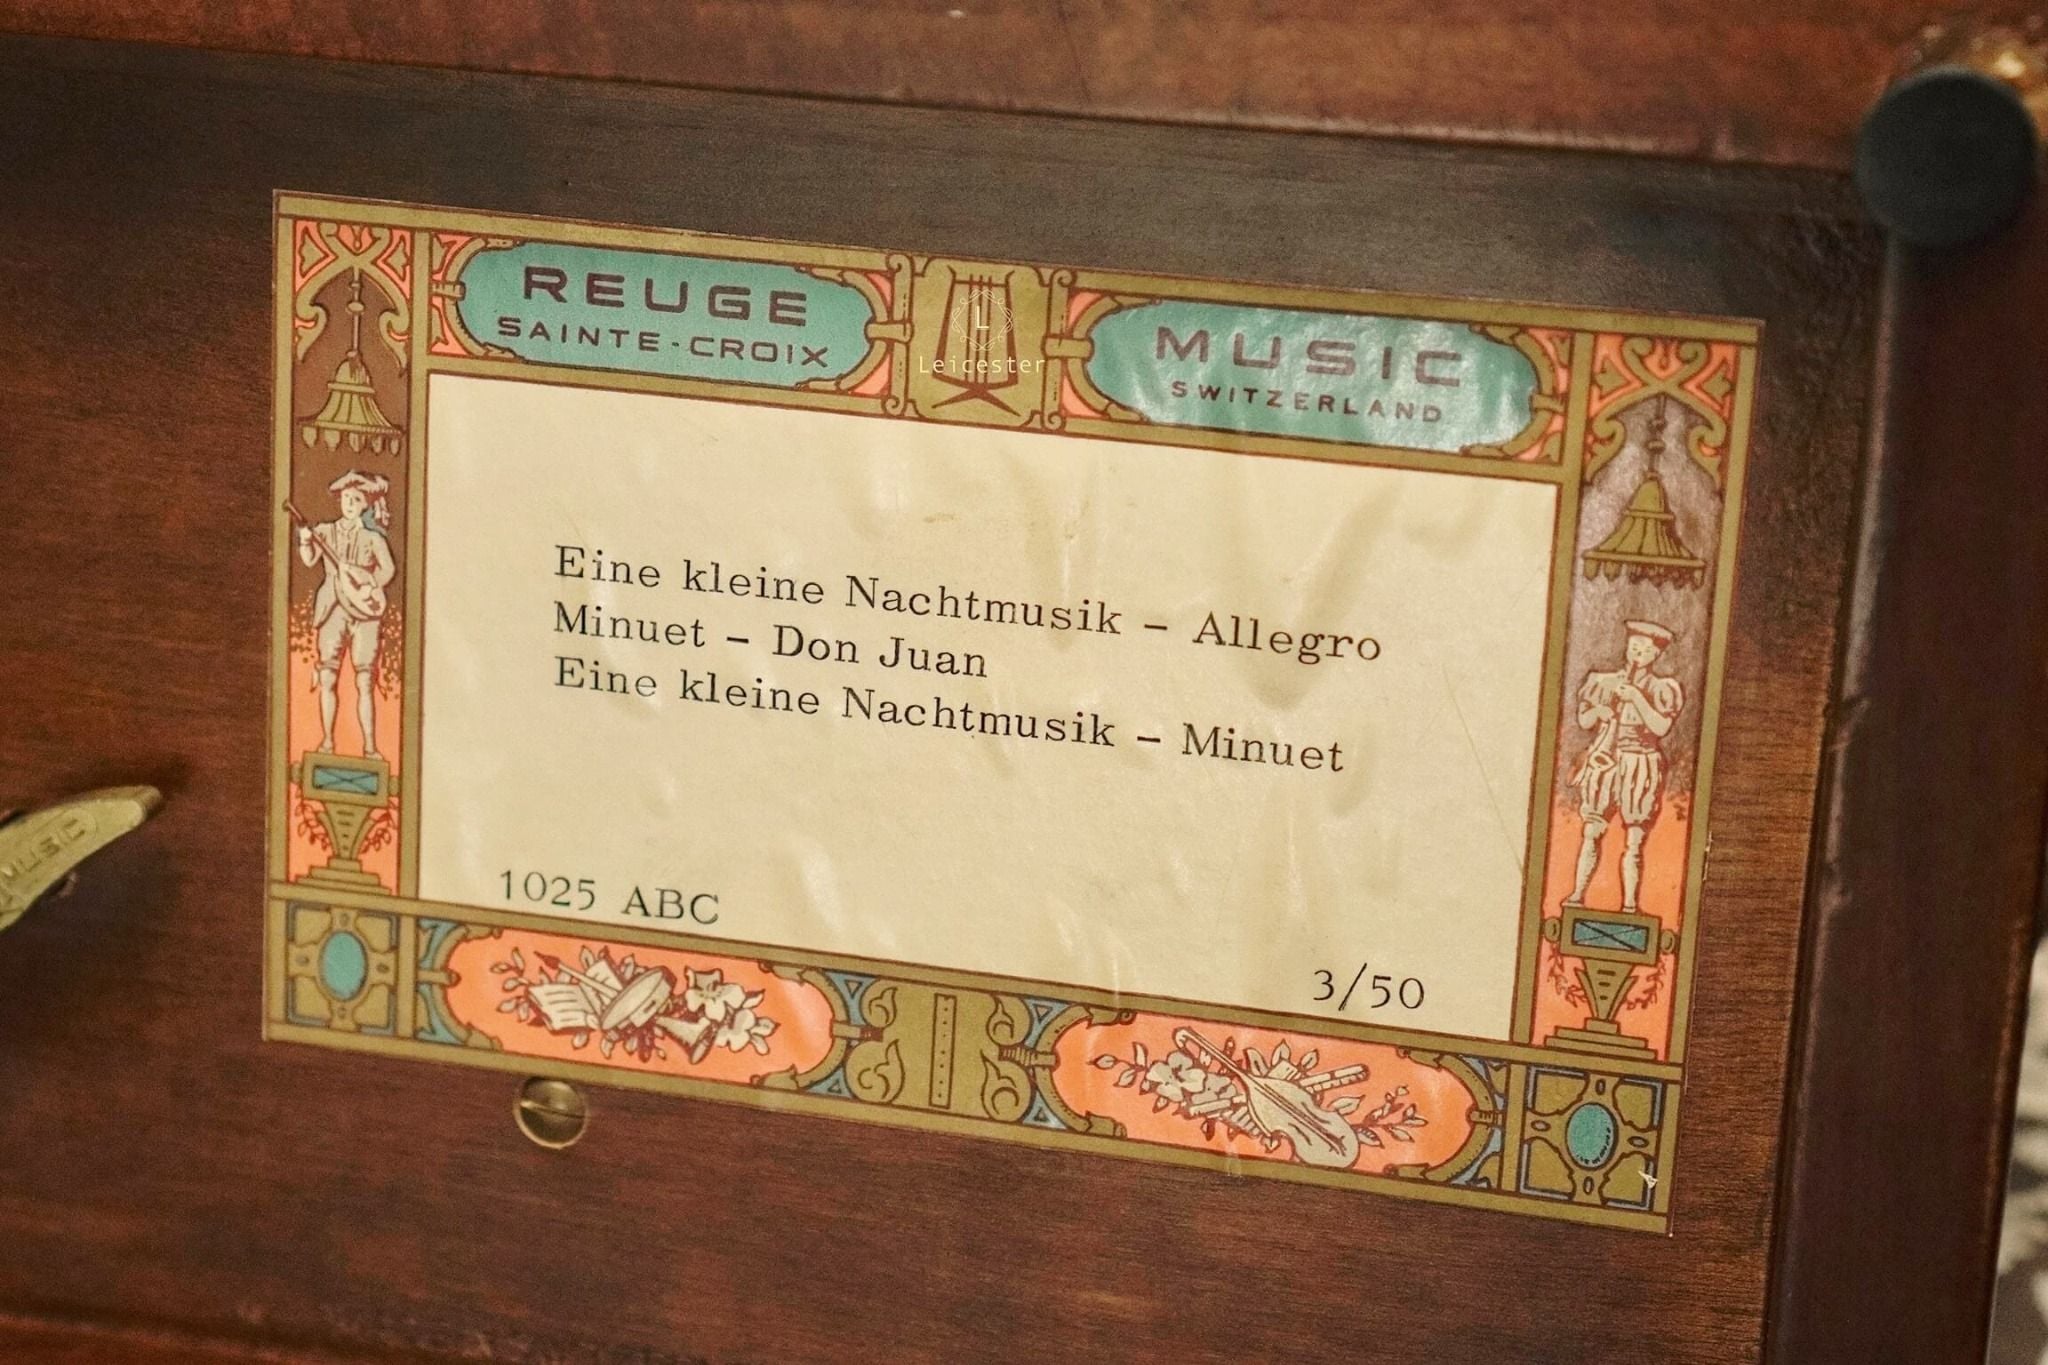 REUGE
SAINTE-CROIX
MUSIC
SWITZERLAND
L
Leicester
Eine kleine Nachtmusik - Allegro
Minuet - Don Juan
Eine kleine Nachtmusik - Minuet
1025 ABC
3/50
MUSIC